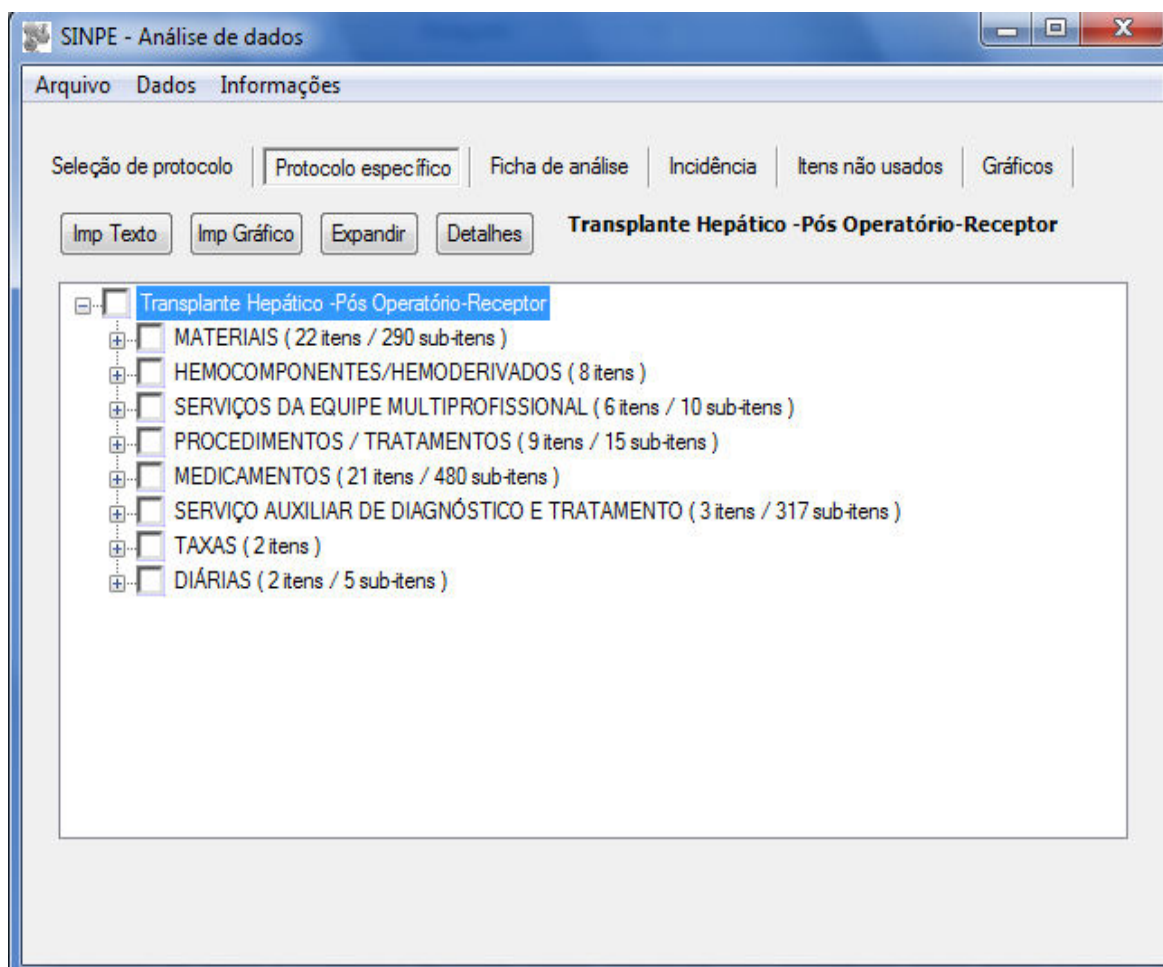 SINPE - Análise de dados
Arquivo Dados Informações
Seleção de protocolo Protocolo específico Ficha de análise Incidência Itens não usados Gráficos
Imp Texto Imp Gráfico Expandir Detalhes Transplante Hepático -Pós Operatório-Receptor
Transplante Hepático -Pós Operatório-Receptor
MATERIAIS ( 22 itens / 290 sub-itens )
HEMOCOMPONENTES/HEMODERIVADOS ( 8 itens )
SERVIÇOS DA EQUIPE MULTIPROFISSIONAL ( 6 itens / 10 sub-itens )
PROCEDIMENTOS / TRATAMENTOS ( 9 itens / 15 sub-itens )
MEDICAMENTOS ( 21 itens / 480 sub-itens )
SERVIÇO AUXILIAR DE DIAGNÓSTICO E TRATAMENTO ( 3 itens / 317 sub-itens )
TAXAS ( 2 itens )
DIÁRIAS ( 2 itens / 5 sub-itens )